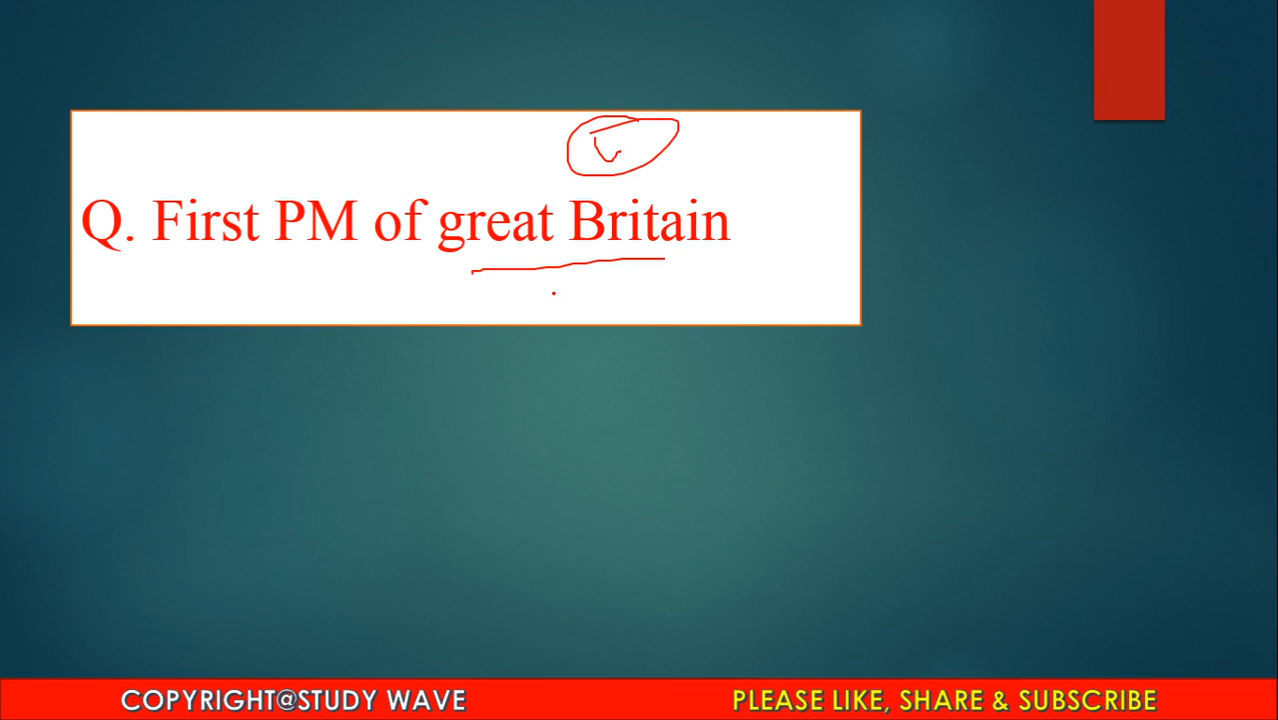 Q. First PM of great Britain
COPYRIGHT@STUDY WAVE
PLEASE LIKE, SHARE & SUBSCRIBE